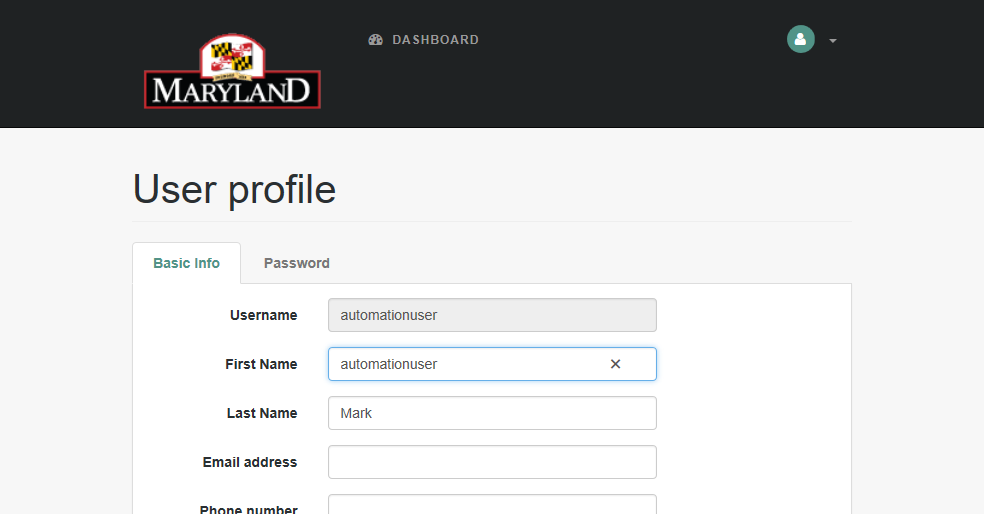 DASHBOARD
MARYLAND
User profile
Basic Info
Password
Username
automationuser
First Name
automationuser
Last Name
Mark
Email address
Phone number